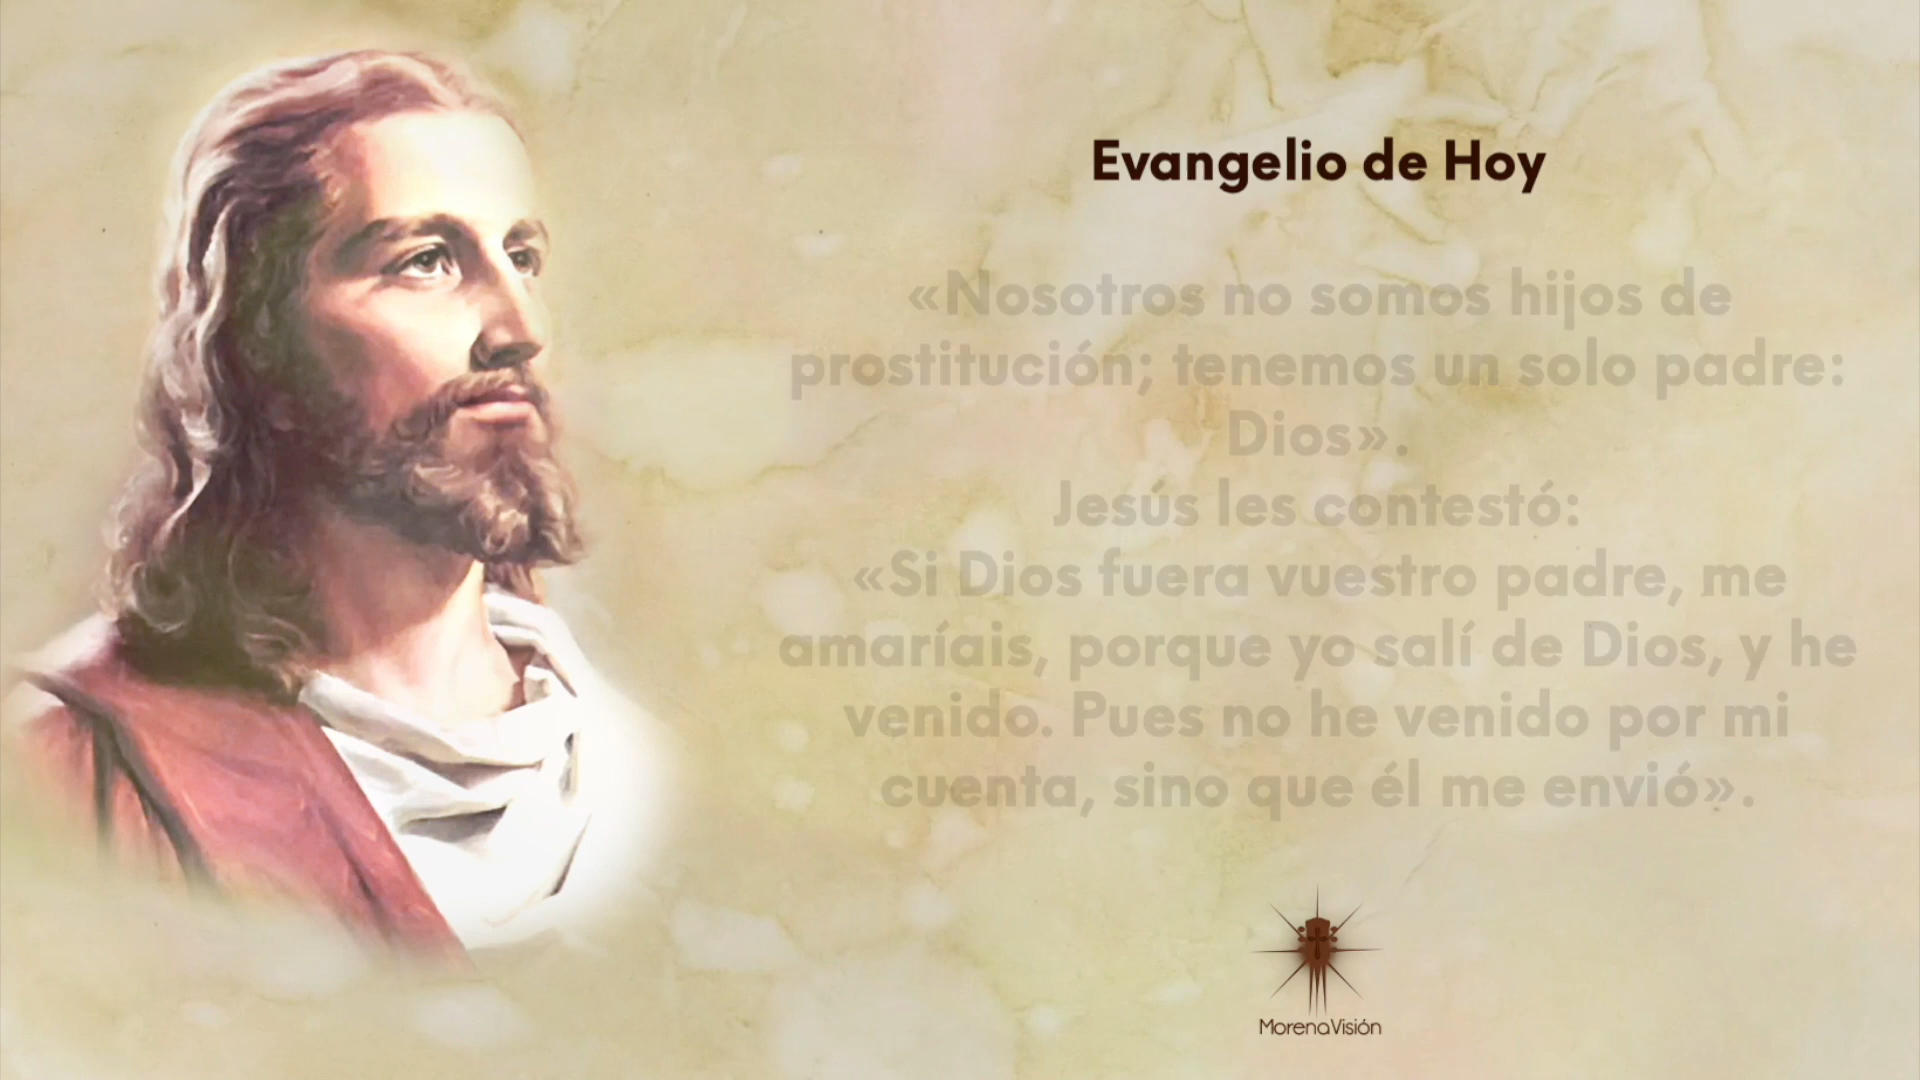 Evangelio de Hoy
«Nosotros no somos hijos de
prostitución; tenemos un solo padre:
Dios».
Jesús les contestó:
«Si Dios fuera vuestro padre, me
amaríais, porque yo salí de Dios, y he
venido. Pues no he venido por mi
cuenta, sino que él me envió».
MorenaVisión